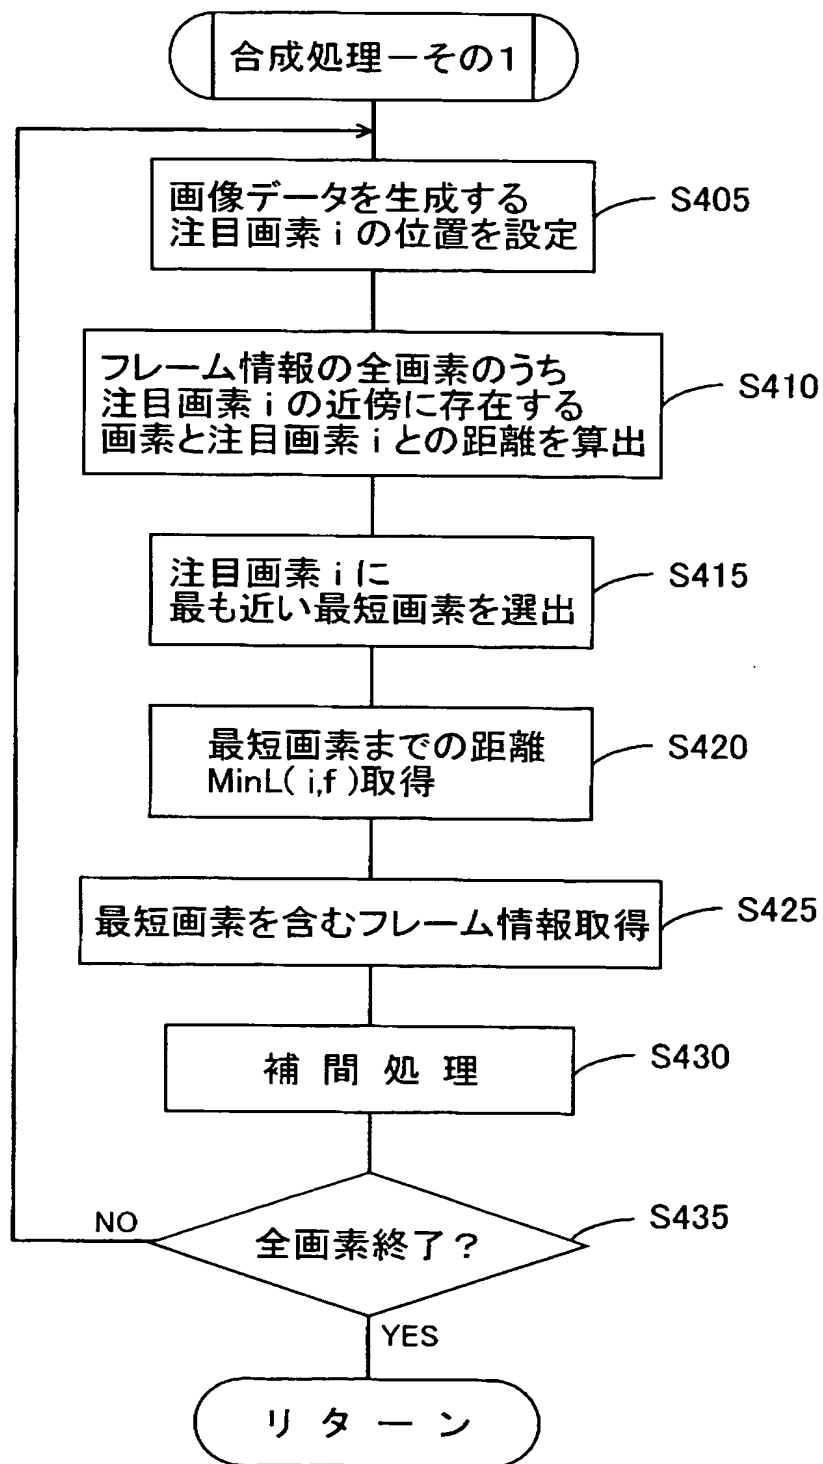 合成処理－その1
画像データを生成する
注目画素 i の位置を設定
S405
フレーム情報の全画素のうち
注目画素 i の近傍に存在する
画素と注目画素 i との距離を算出
S410
注目画素 i に
最も近い最短画素を選出
S415
最短画素までの距離
MinL( i,f )取得
S420
最短画素を含むフレーム情報取得
S425
補 間 処 理
S430
全画素終了？
S435
NO
YES
リ タ ー ン